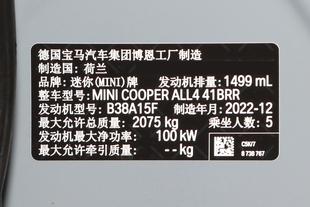 德国宝马汽车集团博恩工厂制造
制造国：荷兰
品牌：迷你(MINI)牌 发动机排量：1499 mL
整车型号：MINI COOPER ALL4 41BRR
发动机型号：B38A15F 制造年月：2022-12
最大允许总质量：2075 kg 乘坐人数：5
发动机最大净功率：100 kW
最大允许牵引质量：--kg
C5KI7
8 738 767